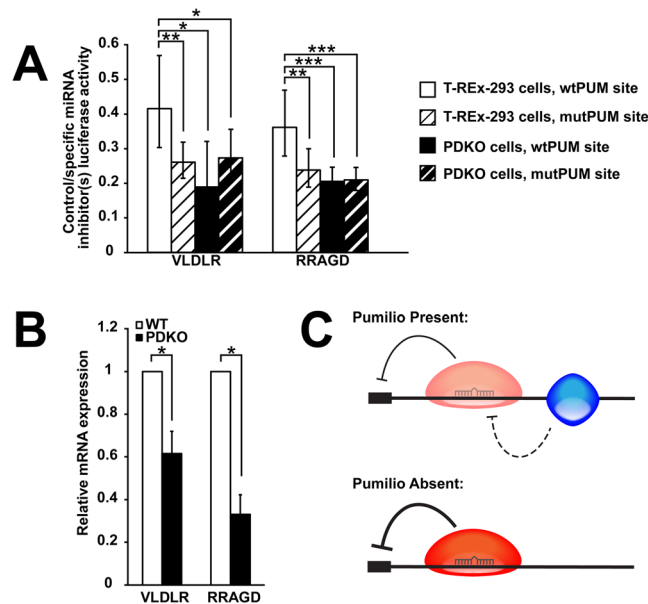 A
Control/specific miRNA
inhibitor(s) luciferase activity
0.6
0.5
0.4
0.3
0.2
0.1
0
*
*
**
***
***
**
VLDLR
RRAGD
T-REx-293 cells, wtPUM site
T-REx-293 cells, mutPUM site
PDKO cells, wtPUM site
PDKO cells, mutPUM site
B
WT
PDKO
Relative mRNA expression
1.2
1
0.8
0.6
0.4
0.2
0
*
*
VLDLR
RRAGD
C
Pumilio Present:
Pumilio Absent: